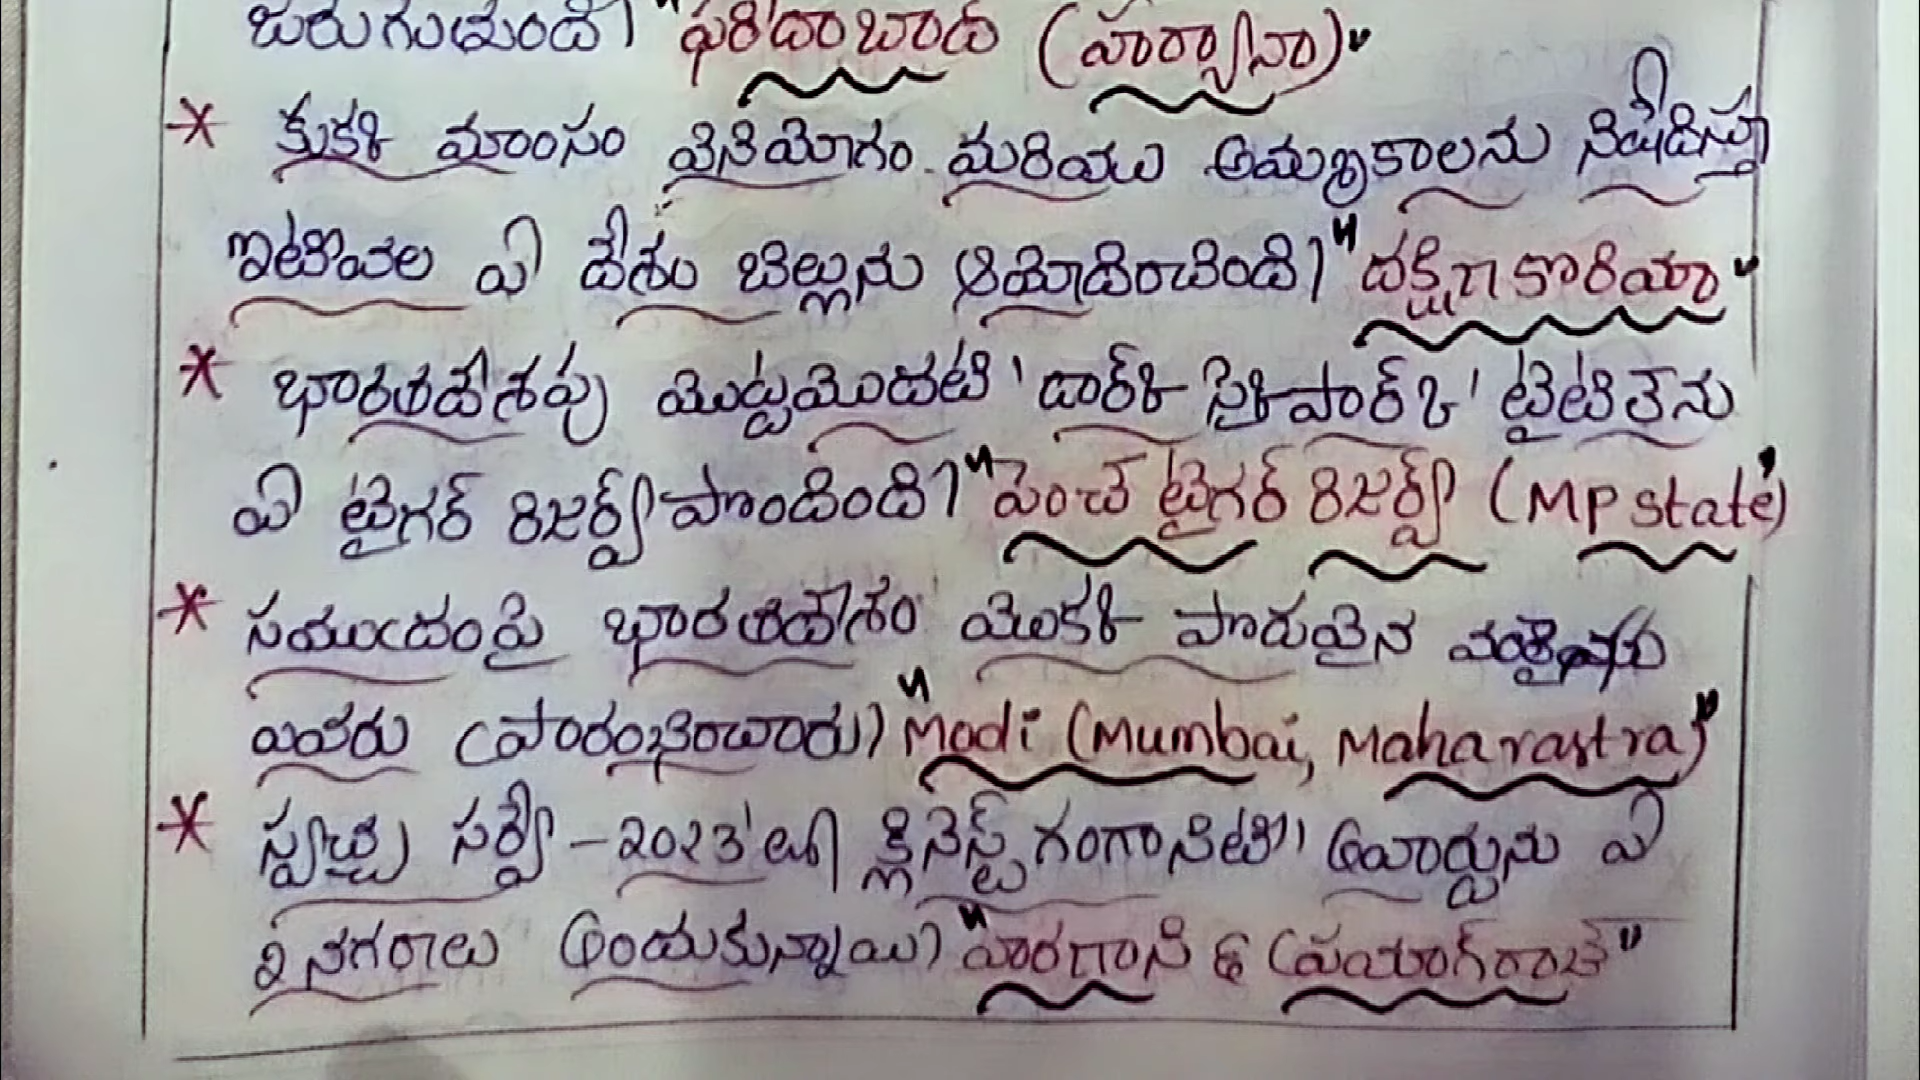 జరుగుతుంది? "ఫరిదాబాద్ (హర్యానా)"
* కుక్క మాంసం వినియోగం మరియు అమ్మకాలను నిషేదిస్తూ
ఇటీవల ఏ దేశం బిల్లును ఆమోదించింది? "దక్షిణ కొరియా"
* భారతదేశపు మొట్టమొదటి 'డార్క్ స్కై పార్క్' టైటిల్‌ను
ఏ టైగర్ రిజర్వ్ పొందింది? "పెంచ్ టైగర్ రిజర్వ్ (MP state)"
* సముద్రంపై భారతదేశం యొక్క పొడవైన వంతెనను
ఎవరు ప్రారంభించారు? "Modi (Mumbai, Maharastra)"
* స్వచ్ఛ సర్వే - 2023' లో క్లీనెస్ట్ గంగా సిటీ' అవార్డును ఏ
2 నగరాలు అందుకున్నాయి? "వారణాసి & ప్రయాగ్‌రాజ్"